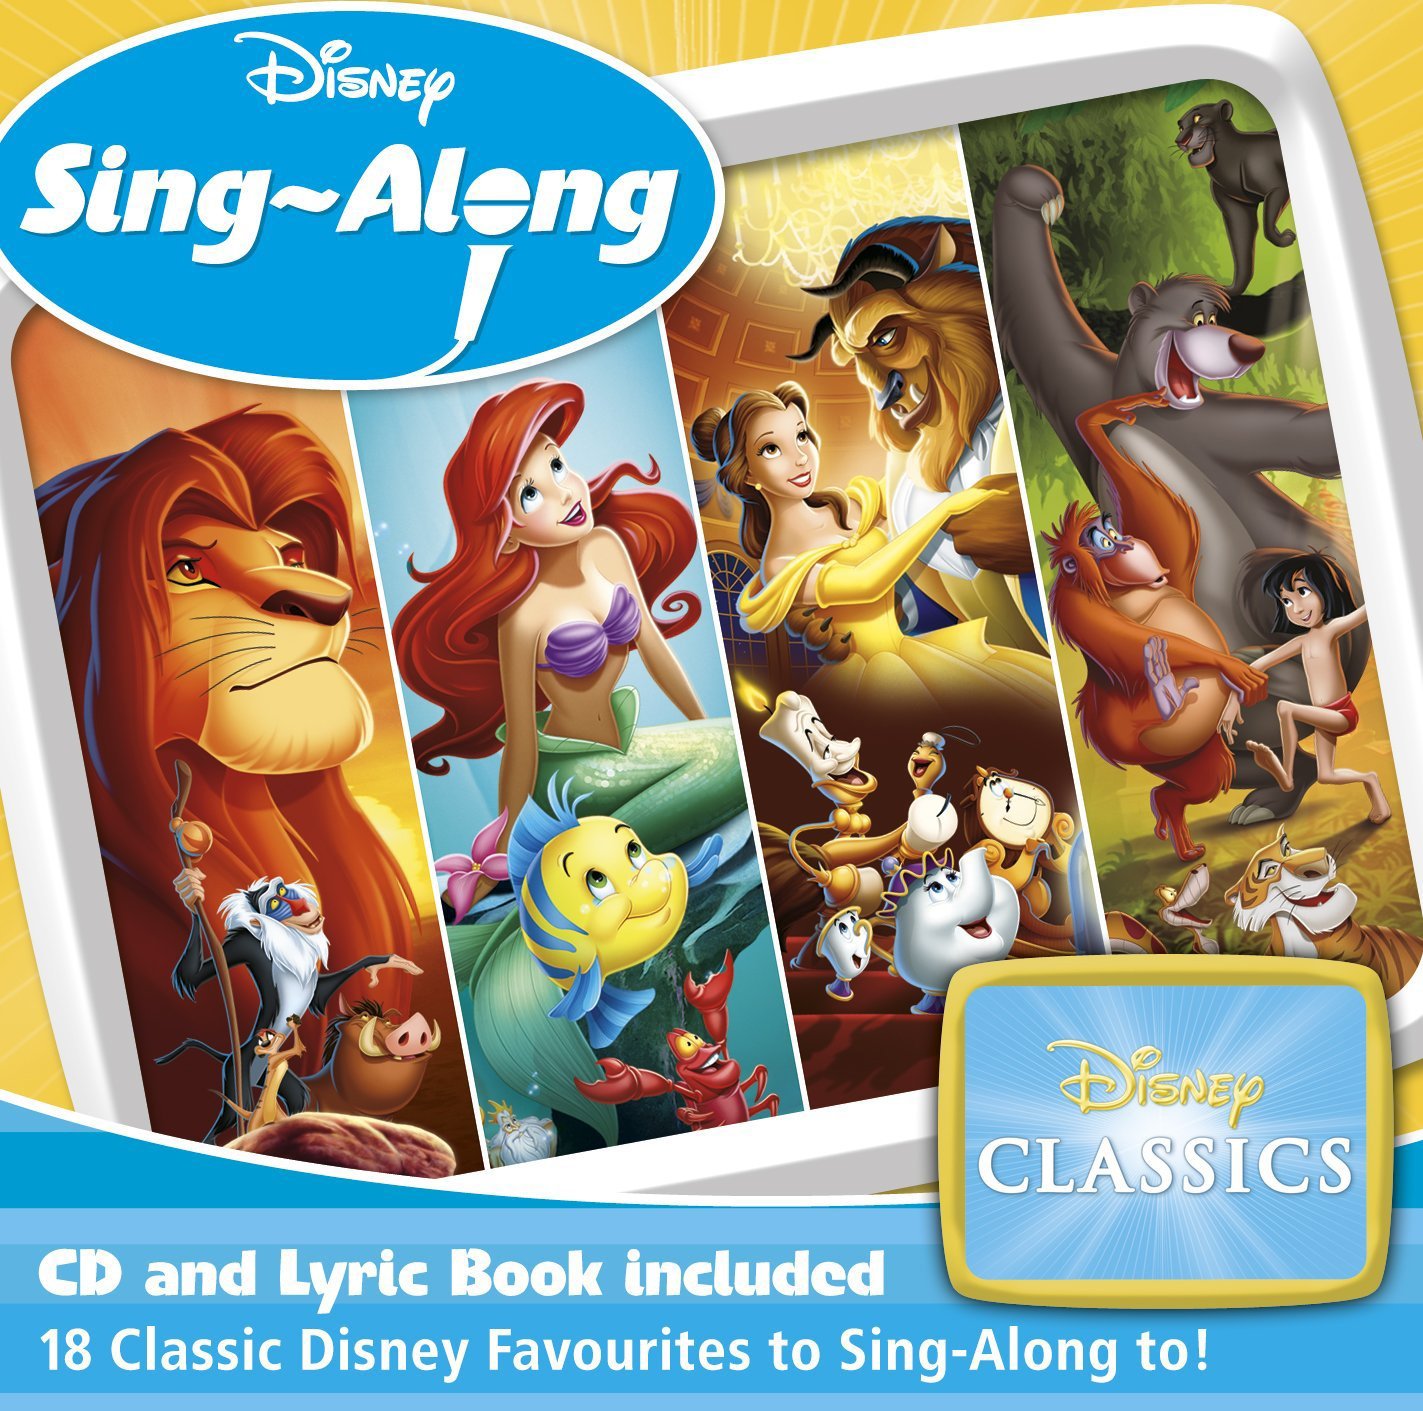 Disney
Sing~Along
Disney
CLASSICS
CD and Lyric Book included
18 Classic Disney Favourites to Sing-Along to!